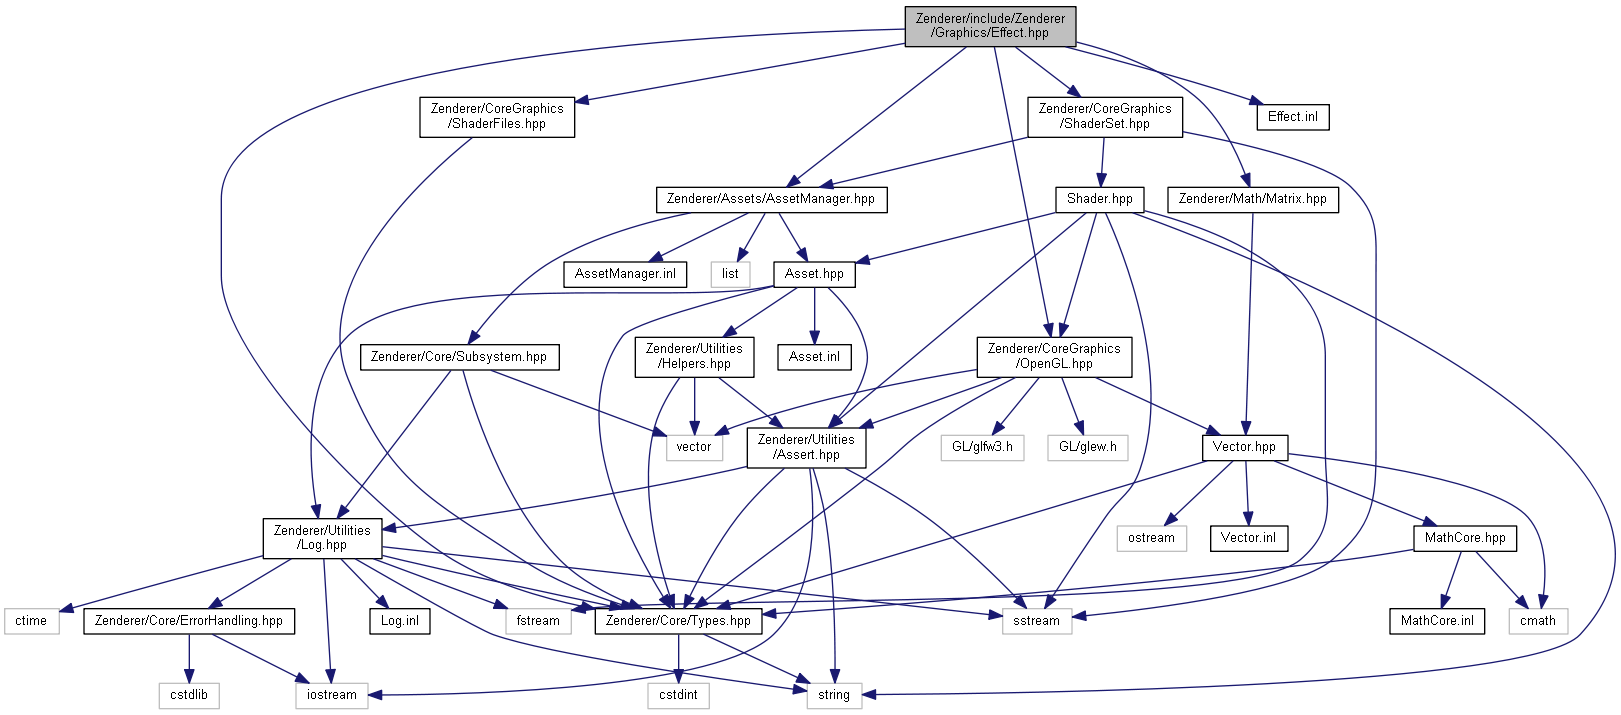 Zenderer/include/Zenderer
/Graphics/Effect.hpp
Zenderer/CoreGraphics
/ShaderFiles.hpp
Zenderer/CoreGraphics
/ShaderSet.hpp
Effect.inl
Zenderer/Assets/AssetManager.hpp
Shader.hpp
Zenderer/Math/Matrix.hpp
AssetManager.inl
list
Asset.hpp
Zenderer/Core/Subsystem.hpp
Zenderer/Utilities
/Helpers.hpp
Asset.inl
Zenderer/CoreGraphics
/OpenGL.hpp
vector
Zenderer/Utilities
/Assert.hpp
GL/glfw3.h
GL/glew.h
Vector.hpp
Zenderer/Utilities
/Log.hpp
ostream
Vector.inl
MathCore.hpp
ctime
Zenderer/Core/ErrorHandling.hpp
Log.inl
fstream
Zenderer/Core/Types.hpp
sstream
MathCore.inl
cmath
cstdlib
iostream
cstdint
string